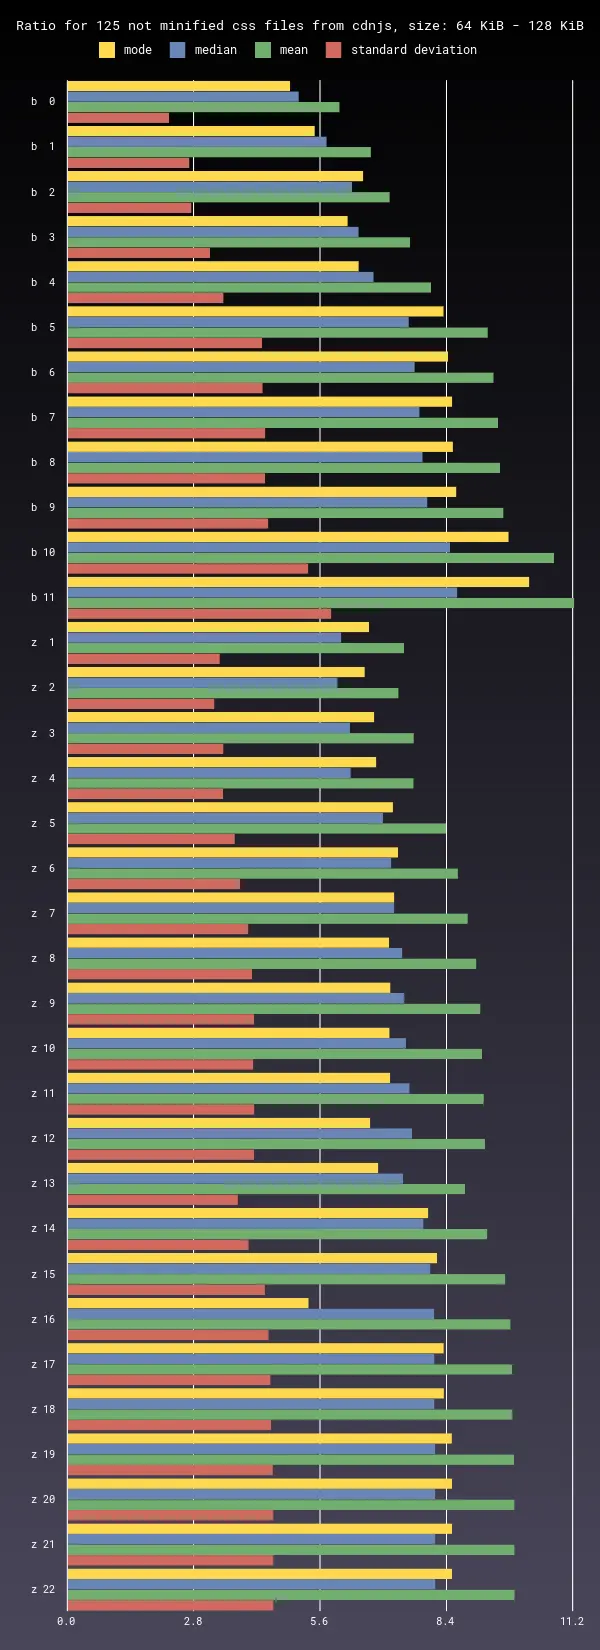 Ratio for 125 not minified css files from cdnjs, size: 64 KiB - 128 KiB
mode median mean standard deviation
b 0
b 1
b 2
b 3
b 4
b 5
b 6
b 7
b 8
b 9
b 10
b 11
z 1
z 2
z 3
z 4
z 5
z 6
z 7
z 8
z 9
z 10
z 11
z 12
z 13
z 14
z 15
z 16
z 17
z 18
z 19
z 20
z 21
z 22
0.0 2.8 5.6 8.4 11.2